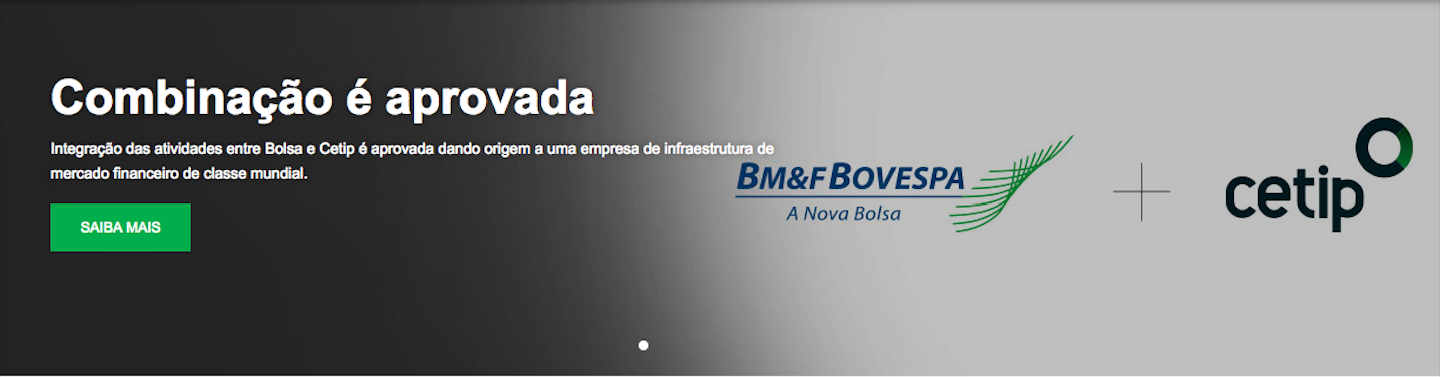 Combinação é aprovada
Integração das atividades entre Bolsa e Cetip é aprovada dando origem a uma empresa de infraestrutura de
mercado financeiro de classe mundial.
SAIBA MAIS
BM&F BOVESPA
A Nova Bolsa
cetip